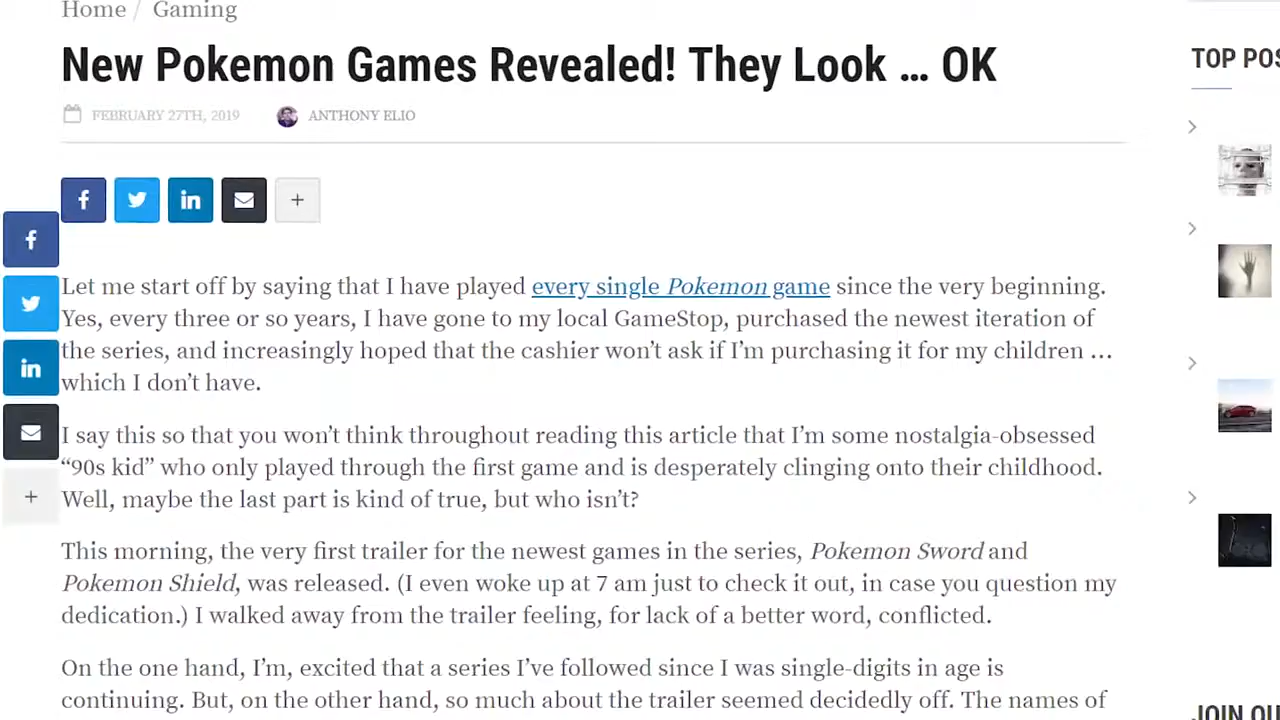 Home / Gaming
New Pokemon Games Revealed! They Look ... OK
FEBRUARY 27TH, 2019 ANTHONY ELIO
Let me start off by saying that I have played every single Pokemon game since the very beginning.
Yes, every three or so years, I have gone to my local GameStop, purchased the newest iteration of
the series, and increasingly hoped that the cashier won’t ask if I’m purchasing it for my children …
which I don’t have.
I say this so that you won’t think throughout reading this article that I’m some nostalgia-obsessed
“90s kid” who only played through the first game and is desperately clinging onto their childhood.
Well, maybe the last part is kind of true, but who isn’t?
This morning, the very first trailer for the newest games in the series, Pokemon Sword and
Pokemon Shield, was released. (I even woke up at 7 am just to check it out, in case you question my
dedication.) I walked away from the trailer feeling, for lack of a better word, conflicted.
On the one hand, I’m, excited that a series I’ve followed since I was single-digits in age is
continuing. But, on the other hand, so much about the trailer seemed decidedly off. The names of
TOP POS
JOIN OU